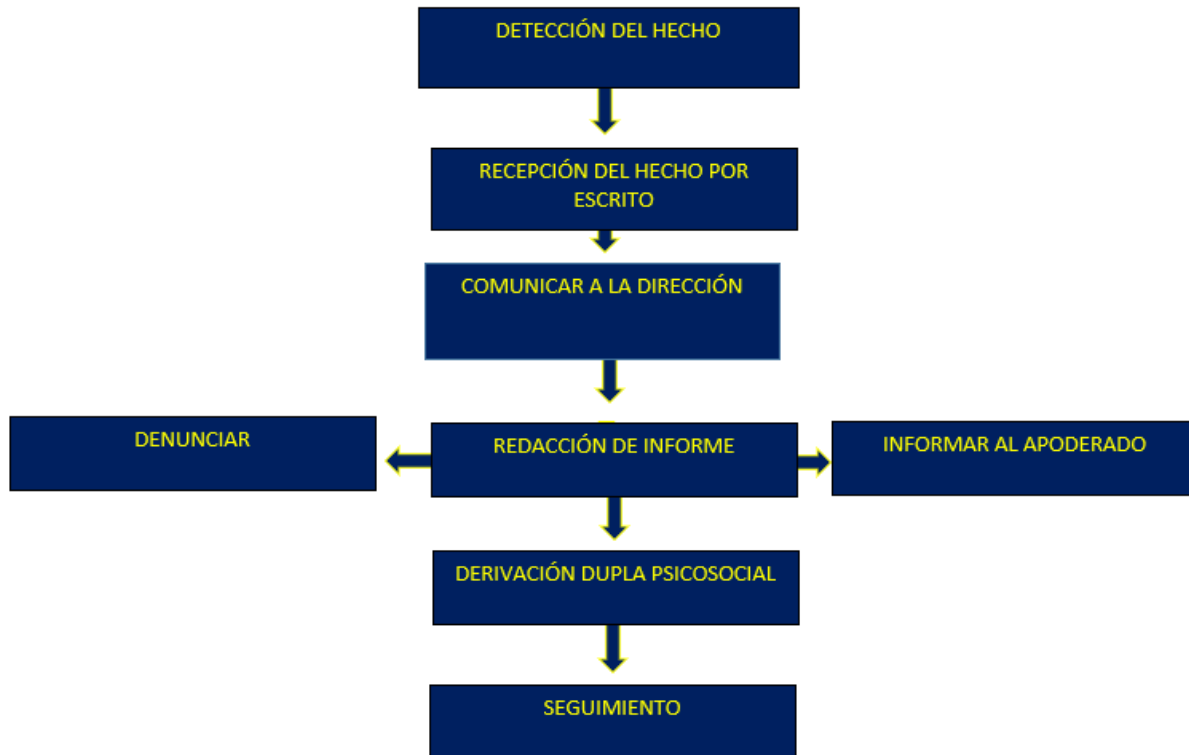 DETECCIÓN DEL HECHO
RECEPCIÓN DEL HECHO POR
ESCRITO
COMUNICAR A LA DIRECCIÓN
DENUNCIAR
REDACCIÓN DE INFORME
INFORMAR AL APODERADO
DERIVACIÓN DUPLA PSICOSOCIAL
SEGUIMIENTO